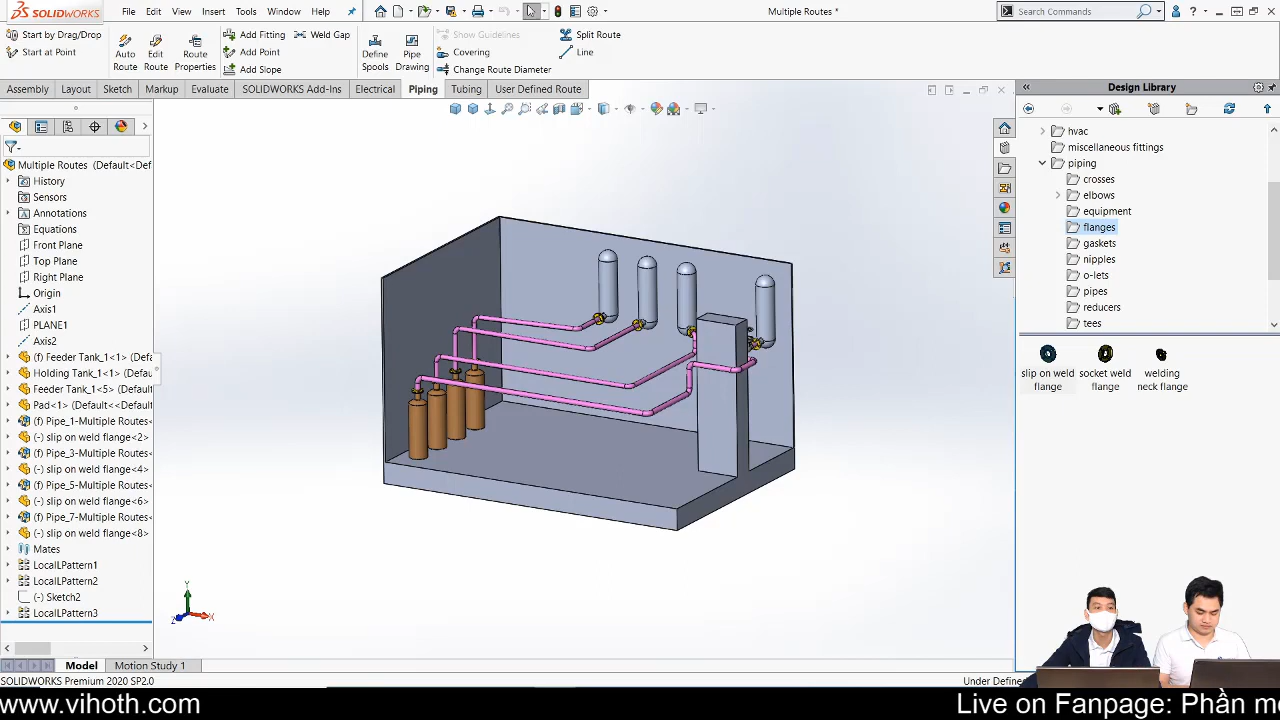 SOLIDWORKS File Edit View Insert Tools Window Help Multiple Routes * Search Commands
Start by Drag/Drop
Start at Point
Auto Route
Edit Route
Route Properties
Add Fitting
Add Point
Add Slope
Weld Gap
Define Spools
Pipe Drawing
Show Guidelines
Covering
Change Route Diameter
Split Route
Line
Assembly Layout Sketch Markup Evaluate SOLIDWORKS Add-Ins Electrical Piping Tubing User Defined Route
Multiple Routes (Default<Def
History
Sensors
Annotations
Equations
Front Plane
Top Plane
Right Plane
Origin
Axis1
PLANE1
Axis2
(f) Feeder Tank_1<1> (Defa
Holding Tank_1<1> (Defau
Feeder Tank_1<5> (Defau
Pad<1> (Default<<Default
(f) Pipe_1-Multiple Routes<
(-) slip on weld flange<2>
(f) Pipe_3-Multiple Routes<
(-) slip on weld flange<4>
(f) Pipe_5-Multiple Routes<
(-) slip on weld flange<6>
(f) Pipe_7-Multiple Routes<
(-) slip on weld flange<8>
Mates
LocalLPattern1
LocalLPattern2
(-) Sketch2
LocalLPattern3
Y
X
Z
Design Library
hvac
miscellaneous fittings
piping
crosses
elbows
equipment
flanges
gaskets
nipples
o-lets
pipes
reducers
tees
slip on weld flange
socket weld flange
welding neck flange
Model Motion Study 1
SOLIDWORKS Premium 2020 SP2.0
Under Define
www.vihoth.com
Live on Fanpage: Phần mề